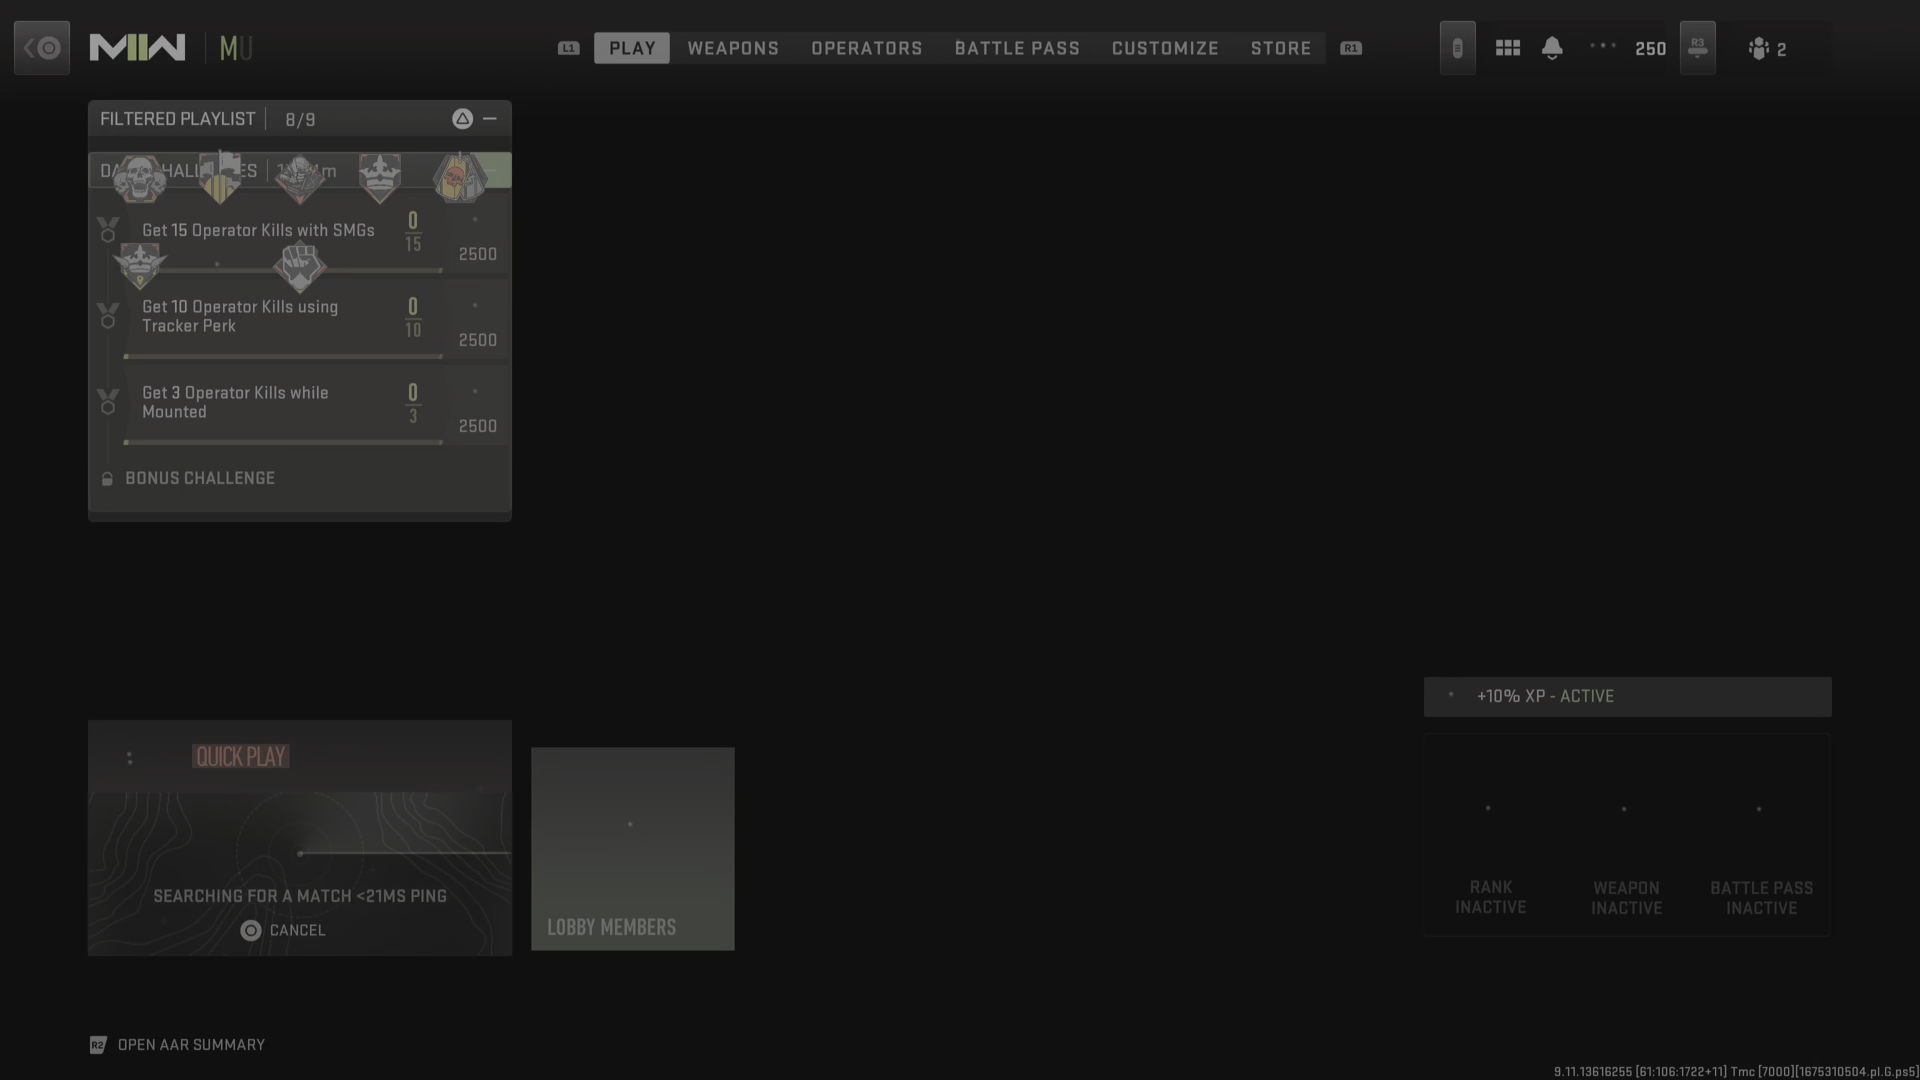 MW | MU
L1 PLAY WEAPONS OPERATORS BATTLE PASS CUSTOMIZE STORE R1
250
R3
2
FILTERED PLAYLIST | 8/9
Get 15 Operator Kills with SMGs
0
15
2500
Get 10 Operator Kills using
Tracker Perk
0
10
2500
Get 3 Operator Kills while
Mounted
0
3
2500
BONUS CHALLENGE
QUICK PLAY
SEARCHING FOR A MATCH <21MS PING
CANCEL
LOBBY MEMBERS
+10% XP - ACTIVE
RANK
INACTIVE
WEAPON
INACTIVE
BATTLE PASS
INACTIVE
R2 OPEN AAR SUMMARY
9.11.13616255 [61:106:1722+11] Tmc [7000][1675310504.pl.G.ps5]